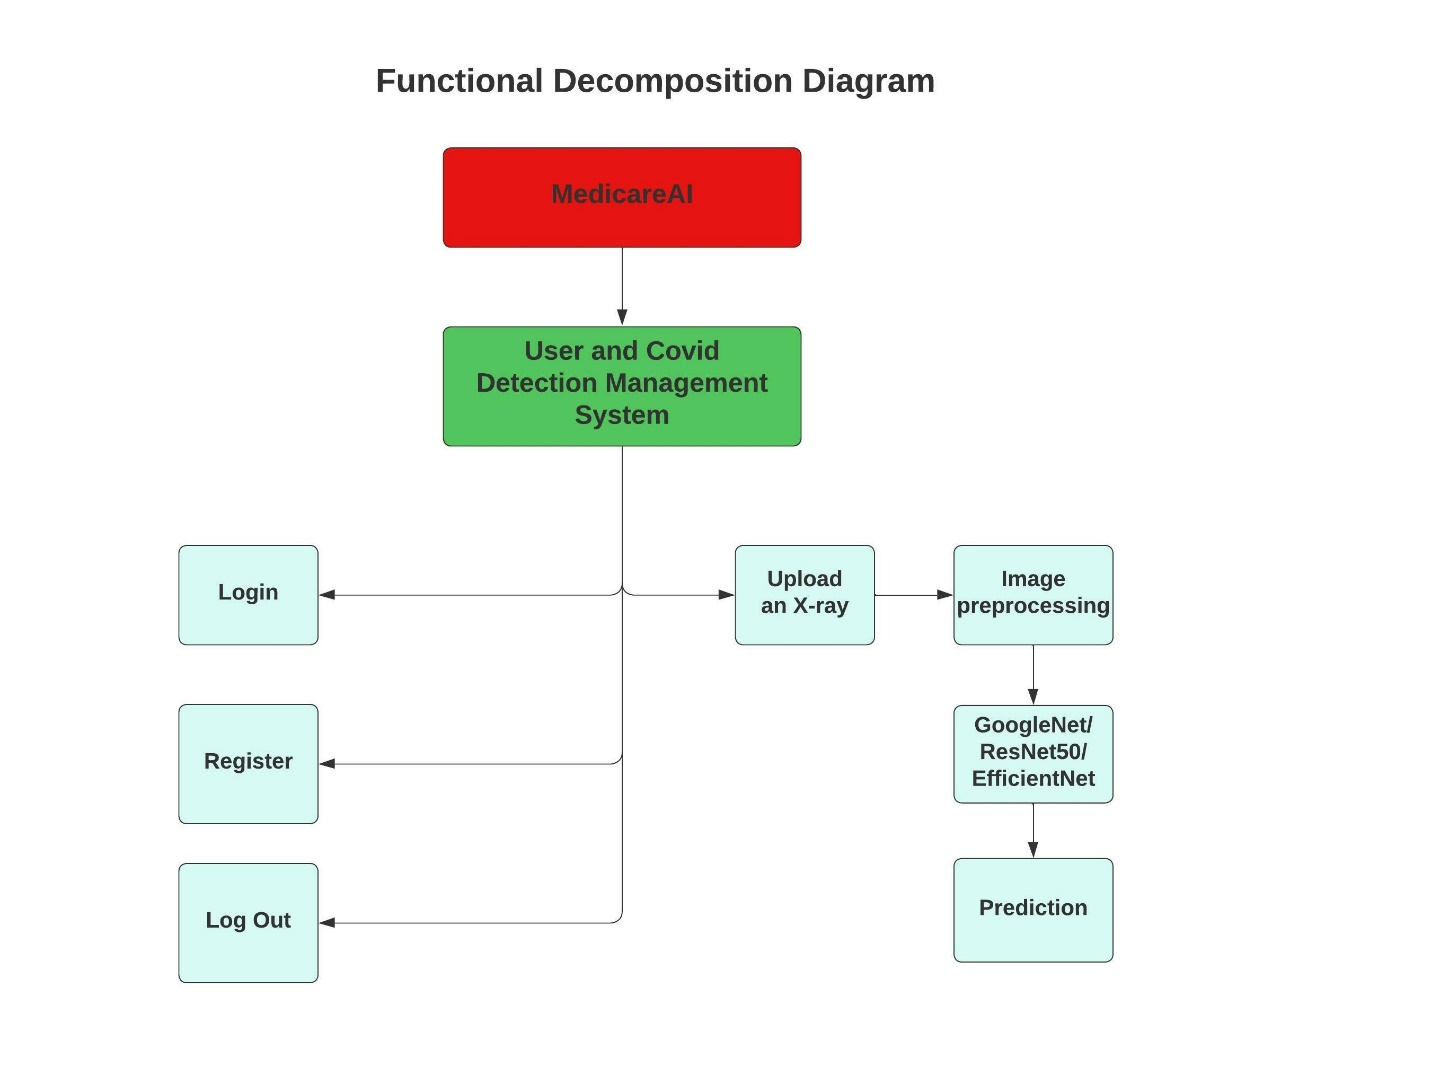 Functional Decomposition Diagram
MedicareAI
User and Covid
Detection Management
System
Login
Upload
an X-ray
Image
preprocessing
Register
GoogleNet/
ResNet50/
EfficientNet
Log Out
Prediction